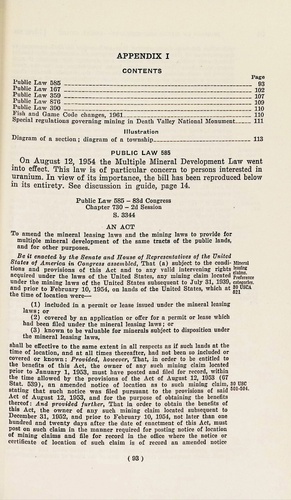 APPENDIX I
CONTENTS
Page
Public Law 585 93
Public Law 167 102
Public Law 359 107
Public Law 876 109
Public Law 390 110
Fish and Game Code changes, 1961 110
Special regulations governing mining in Death Valley National Monument 111
Illustration
Diagram of a section; diagram of a township 113
PUBLIC LAW 585
On August 12, 1954 the Multiple Mineral Development Law went
into effect. This law is of particular concern to persons interested in
uranium. In view of its importance, the bill has been reproduced below
in its entirety. See discussion in guide, page 14.
Public Law 585 – 83d Congress
Chapter 730 – 2d Session
S. 3344
AN ACT
To amend the mineral leasing laws and the mining laws to provide for
multiple mineral development of the same tracts of the public lands,
and for other purposes.
Be it enacted by the Senate and House of Representatives of the United
States of America in Congress assembled, That (a) subject to the condi-
tions and provisions of this Act and to any valid intervening rights
acquired under the laws of the United States, any mining claim located
under the mining laws of the United States subsequent to July 31, 1939,
and prior to February 10, 1954, on lands of the United States, which at
the time of location were—
Mineral
leasing
claims.
Preference
categories.
30 USCA
521
(1) included in a permit or lease issued under the mineral leasing
laws; or
(2) covered by an application or offer for a permit or lease which
had been filed under the mineral leasing laws; or
(3) known to be valuable for minerals subject to disposition under
the mineral leasing laws,
shall be effective to the same extent in all respects as if such lands at the
time of location, and at all times thereafter, had not been so included or
covered or known: Provided, however, That, in order to be entitled to
the benefits of this Act, the owner of any such mining claim located
prior to January 1, 1953, must have posted and filed for record, within
the time allowed by the provisions of the Act of August 12, 1953 (67
Stat. 539), an amended notice of location as to such mining claim,
stating that such notice was filed pursuant to the provisions of said
Act of August 12, 1953, and for the purpose of obtaining the benefits
thereof: And provided further, That in order to obtain the benefits of
this Act, the owner of any such mining claim located subsequent to
December 31, 1952, and prior to February 10, 1954, not later than one
hundred and twenty days after the date of enactment of this Act, must
post on such claim in the manner required for posting notice of location
of mining claims and file for record in the office where the notice or
certificate of location of such claim is of record an amended notice
30 USC
501-504.
( 93 )